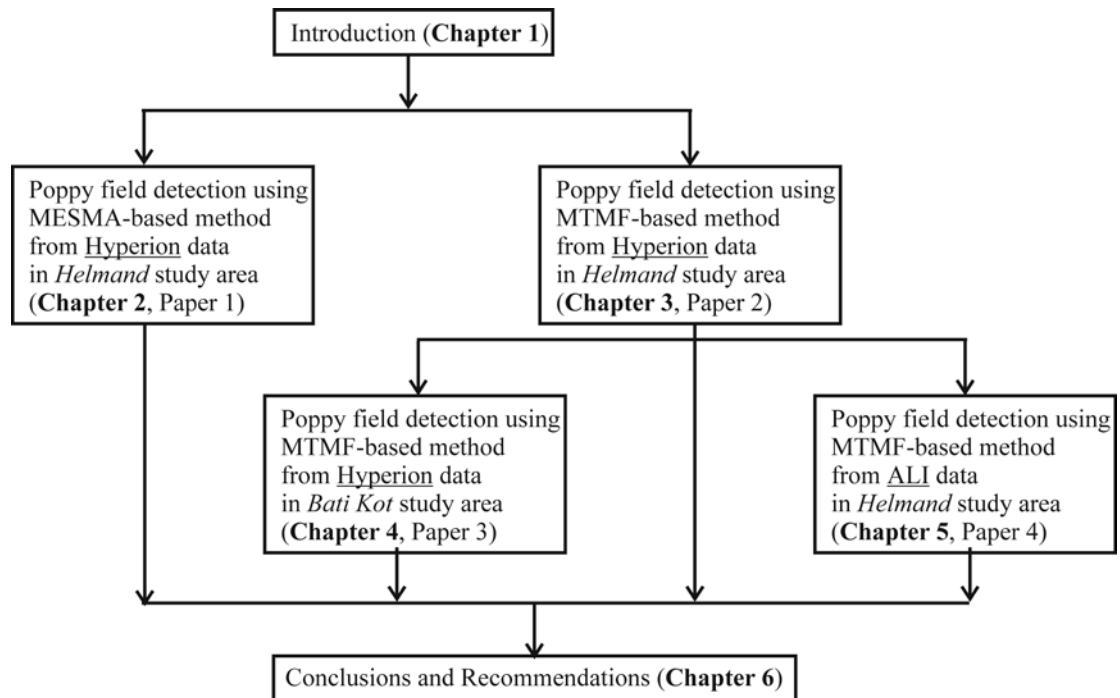 Introduction (Chapter 1)
Poppy field detection using
MESMA-based method
from Hyperion data
in Helmand study area
(Chapter 2, Paper 1)
Poppy field detection using
MTMF-based method
from Hyperion data
in Helmand study area
(Chapter 3, Paper 2)
Poppy field detection using
MTMF-based method
from Hyperion data
in Bati Kot study area
(Chapter 4, Paper 3)
Poppy field detection using
MTMF-based method
from ALI data
in Helmand study area
(Chapter 5, Paper 4)
Conclusions and Recommendations (Chapter 6)